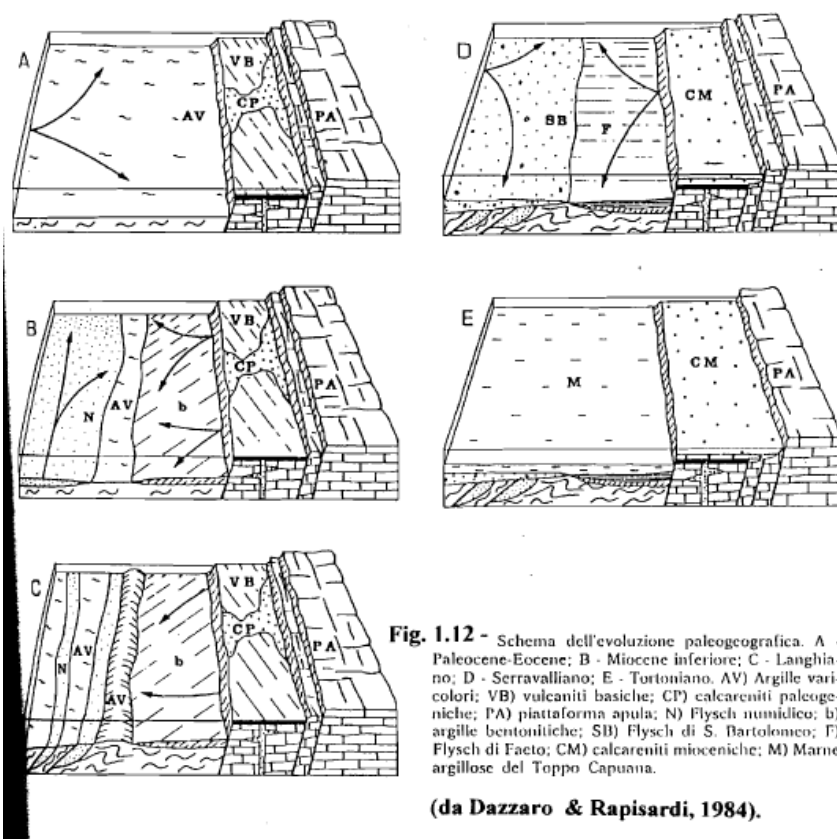 A
AV
VB
CP
PA
D
SB
F
CM
PA
B
N
AV
b
VB
CP
PA
E
M
CM
PA
C
N
AV
AV
b
VB
CP
PA
Fig. 1.12 - Schema dell'evoluzione paleogeografica. A -
Paleocene-Eocene; B - Miocene inferiore; C - Langhia-
no; D - Serravalliano; E - Tortoniano. AV) Argille vari-
colori; VB) vulcaniti basiche; CP) calcareniti paleoge-
niche; PA) piattaforma apula; N) Flysch numidico; b)
argille bentonitiche; SB) Flysch di S. Bartolomeo; F)
Flysch di Faeto; CM) calcareniti mioceniche; M) Marne
argillose del Toppo Capuana.
(da Dazzaro & Rapisardi, 1984).